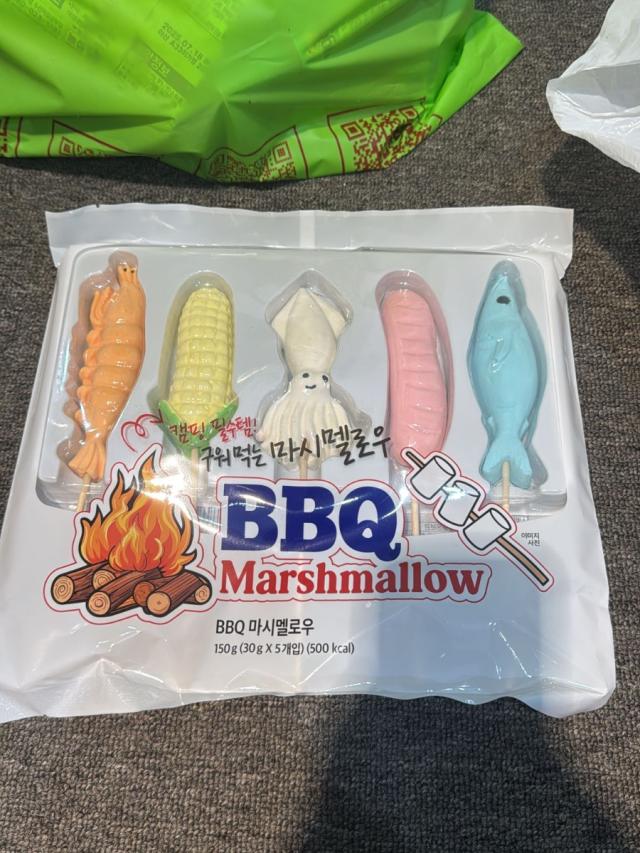 캠핑 필수템!
구워 먹는 마시멜로우
BBQ
Marshmallow
이미지
사진
BBQ 마시멜로우
150g (30g X 5개입) (500 kcal)